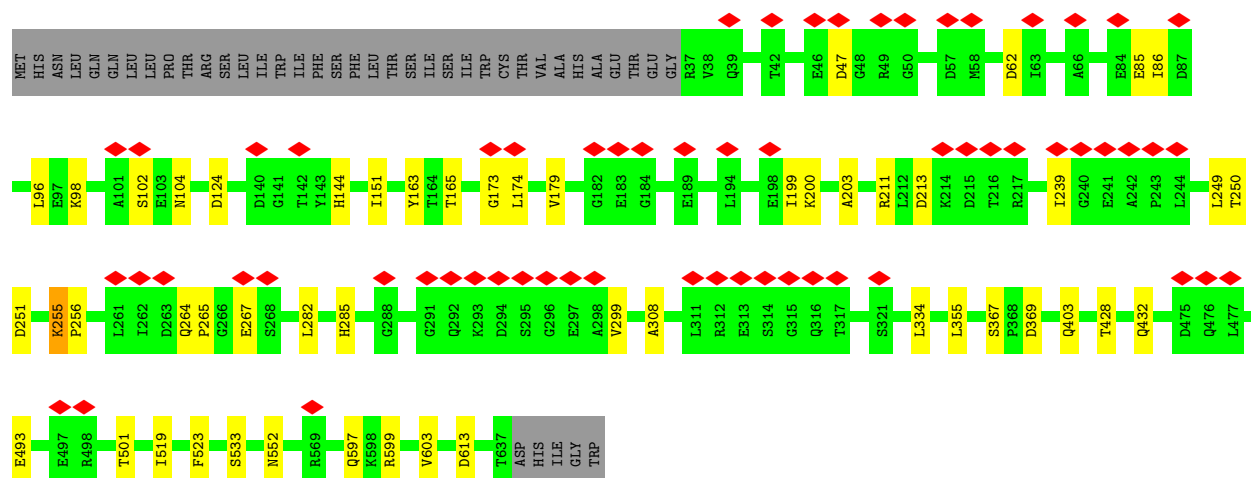 MET HIS ASN LEU GLN GLN LEU LEU PRO THR ARG SER LEU ILE TRP ILE PHE SER PHE LEU THR SER ILE SER ILE TRP CYS THR VAL ALA HIS ALA GLU THR GLU GLY R37 V38 Q39 T42 E46 D47 G48 R49 G50 D57 M58 D62 I63 A66 E84 E85 I86 D87
L96 E97 K98 A101 S102 E103 N104 D124 D140 G141 T142 Y143 H144 I151 Y163 T164 T165 G173 L174 V179 G182 E183 G184 E189 L194 E198 I199 K200 A203 R211 L212 D213 K214 D215 T216 R217 I239 G240 E241 A242 P243 L244 L249 T250
D251 K255 P256 L261 I262 D263 Q264 P265 G266 E267 S268 L282 H285 G288 G291 Q292 K293 D294 S295 G296 E297 A298 V299 A308 L311 R312 E313 S314 G315 Q316 T317 S321 L334 L355 S367 P368 D369 Q403 T428 Q432 D475 Q476 L477
E493 E497 R498 T501 I519 F523 S533 N552 R569 Q597 K598 R599 V603 D613 T637 ASP HIS ILE GLY TRP